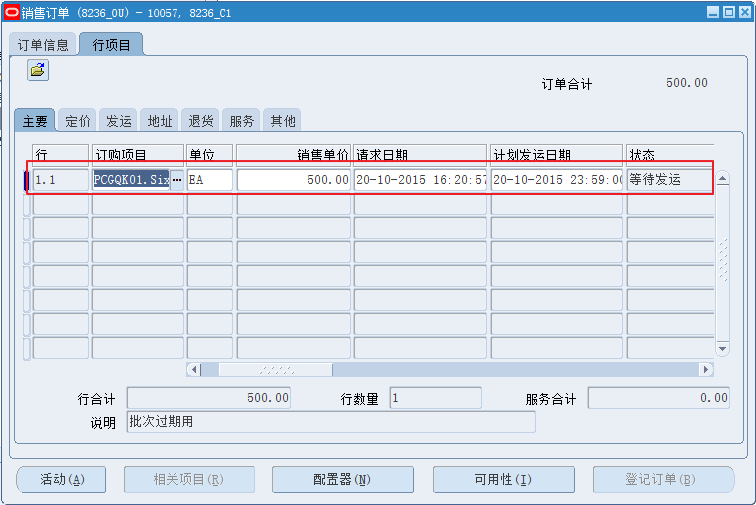 销售订单 (8236_OU) — 10057, 8236_C1
订单信息 行项目
订单合计 500.00
主要 定价 发运 地址 退货 服务 其他
行 订购项目 单位 销售单价 请求日期 计划发运日期 状态
1.1 PCGQK01.Six ... EA 500.00 20-10-2015 16:20:57 20-10-2015 23:59:00 等待发运
行合计 500.00 行数量 1 服务合计 0.00
说明 批次过期用
活动(A) 相关项目(R) 配置器(N) 可用性(I) 登记订单(B)